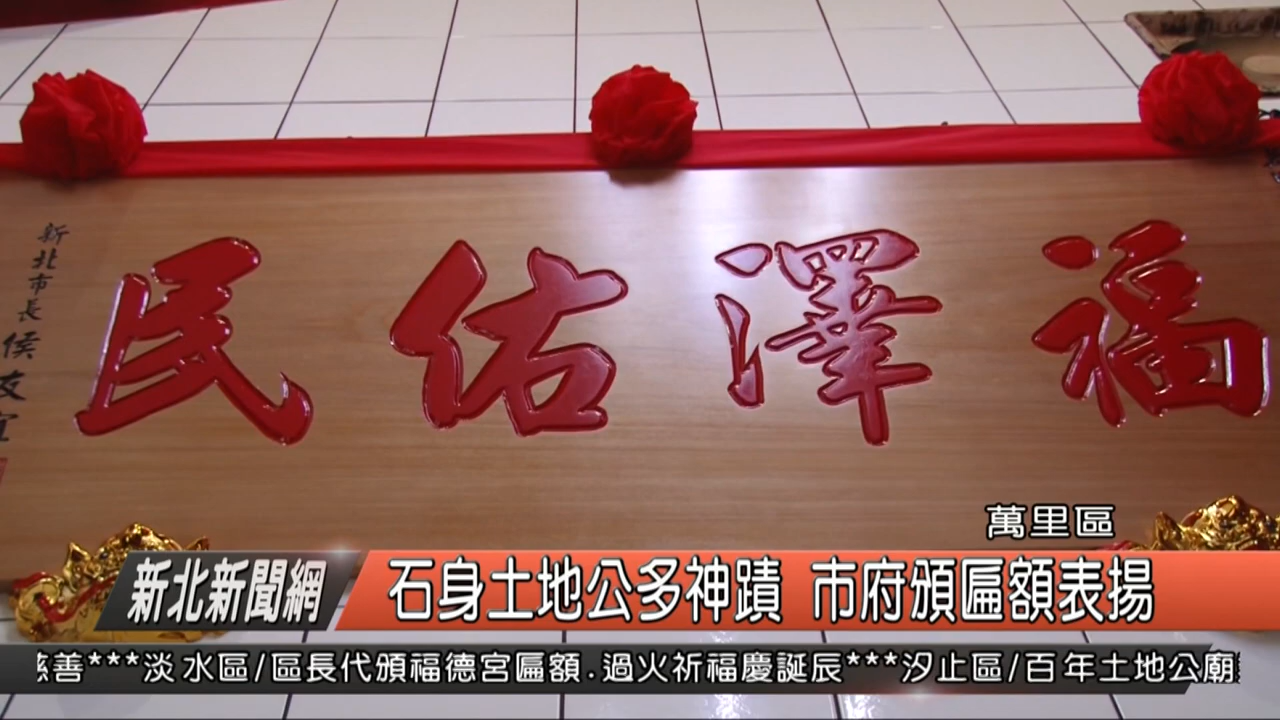 福澤佑民
新北市長 侯友宜
萬里區
新北新聞網
石身土地公多神蹟 市府頒匾額表揚
慈善***淡水區/區長代頒福德宮匾額.過火祈福慶誕辰***汐止區/百年土地公廟